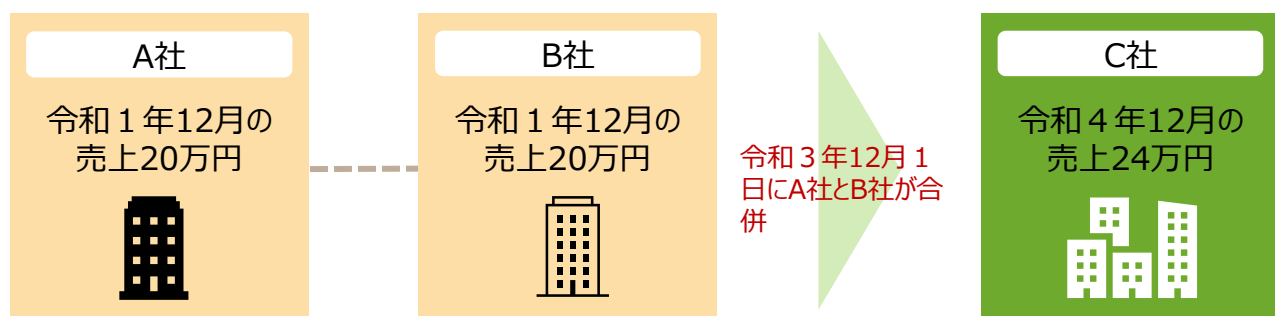 A社
令和１年12月の
売上20万円
B社
令和１年12月の
売上20万円
令和３年12月１
日にA社とB社が合
併
C社
令和４年12月の
売上24万円